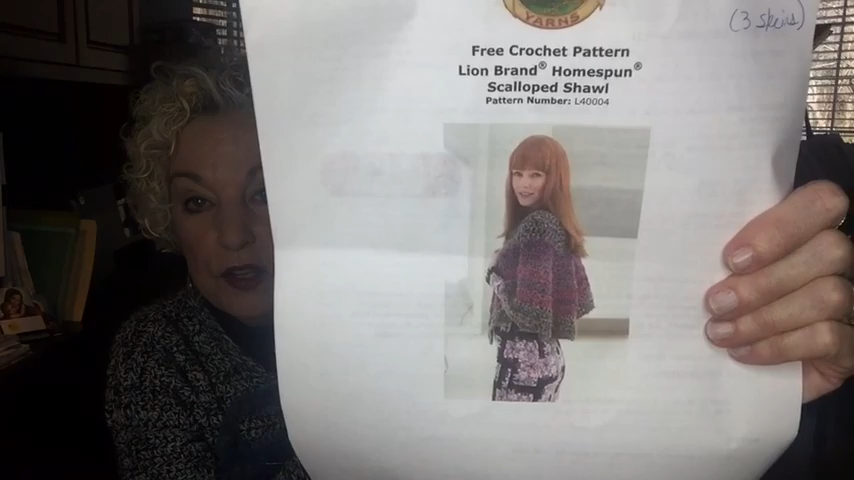 YARNS
(3 skeins)
Free Crochet Pattern
Lion Brand® Homespun®
Scalloped Shawl
Pattern Number: L40004